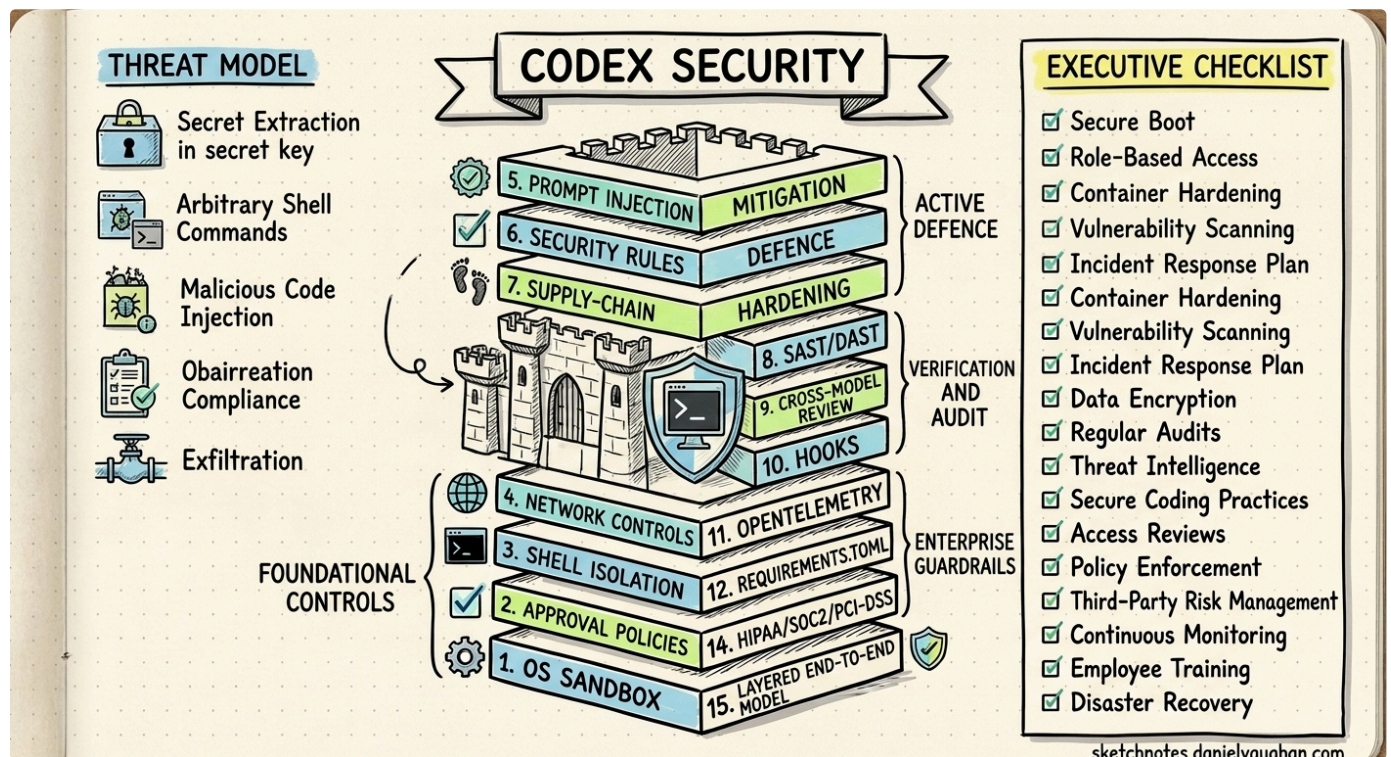 CODEX SECURITY
THREAT MODEL
Secret Extraction
in secret key
Arbitrary Shell
Commands
Malicious Code
Injection
Obairreation
Compliance
Exfiltration
5. PROMPT INJECTION
MITIGATION
6. SECURITY RULES
DEFENCE
7. SUPPLY-CHAIN
HARDENING
ACTIVE
DEFENCE
8. SAST/DAST
9. CROSS-MODEL
REVIEW
10. HOOKS
VERIFICATION
AND
AUDIT
4. NETWORK CONTROLS
11. OPENTELEMETRY
3. SHELL ISOLATION
12. REQUIREMENTS.TOML
2. APPROVAL POLICIES
14. HIPAA/SOC2/PCI-DSS
1. OS SANDBOX
15. LAYERED END-TO-END
MODEL
FOUNDATIONAL
CONTROLS
ENTERPRISE
GUARDRAILS
EXECUTIVE CHECKLIST
Secure Boot
Role-Based Access
Container Hardening
Vulnerability Scanning
Incident Response Plan
Container Hardening
Vulnerability Scanning
Incident Response Plan
Data Encryption
Regular Audits
Threat Intelligence
Secure Coding Practices
Access Reviews
Policy Enforcement
Third-Party Risk Management
Continuous Monitoring
Employee Training
Disaster Recovery
sketchnotes.danielvaughan.com